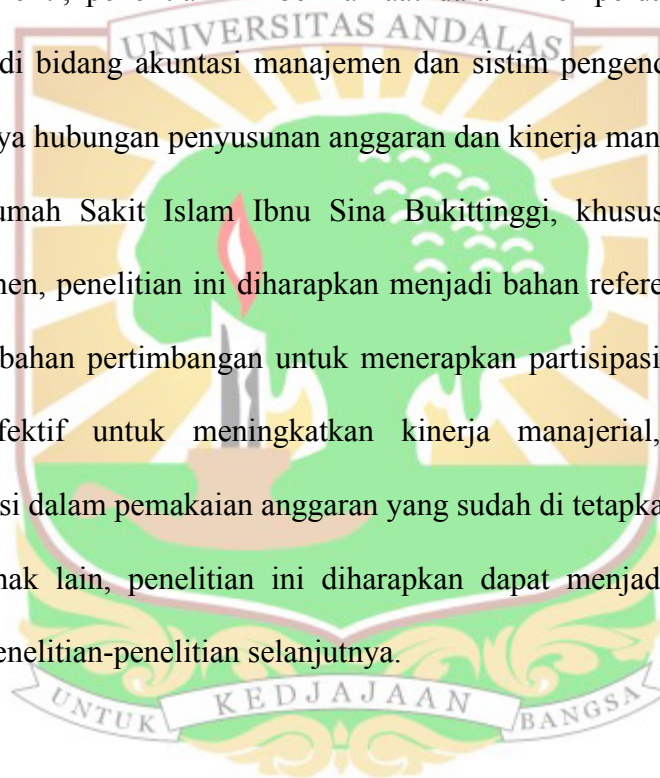 UNIVERSITAS ANDALAS
di bidang akuntasi manajemen dan sistim pengend
ya hubungan penyusunan anggaran dan kinerja man
umah Sakit Islam Ibnu Sina Bukittinggi, khusus
nen, penelitian ini diharapkan menjadi bahan refere
bahan pertimbangan untuk menerapkan partisipasi
fektif untuk meningkatkan kinerja manajerial,
si dalam pemakaian anggaran yang sudah di tetapka
nak lain, penelitian ini diharapkan dapat menjad
enelitian-penelitian selanjutnya.
UNTUK KEDJAJAAN BANGSA